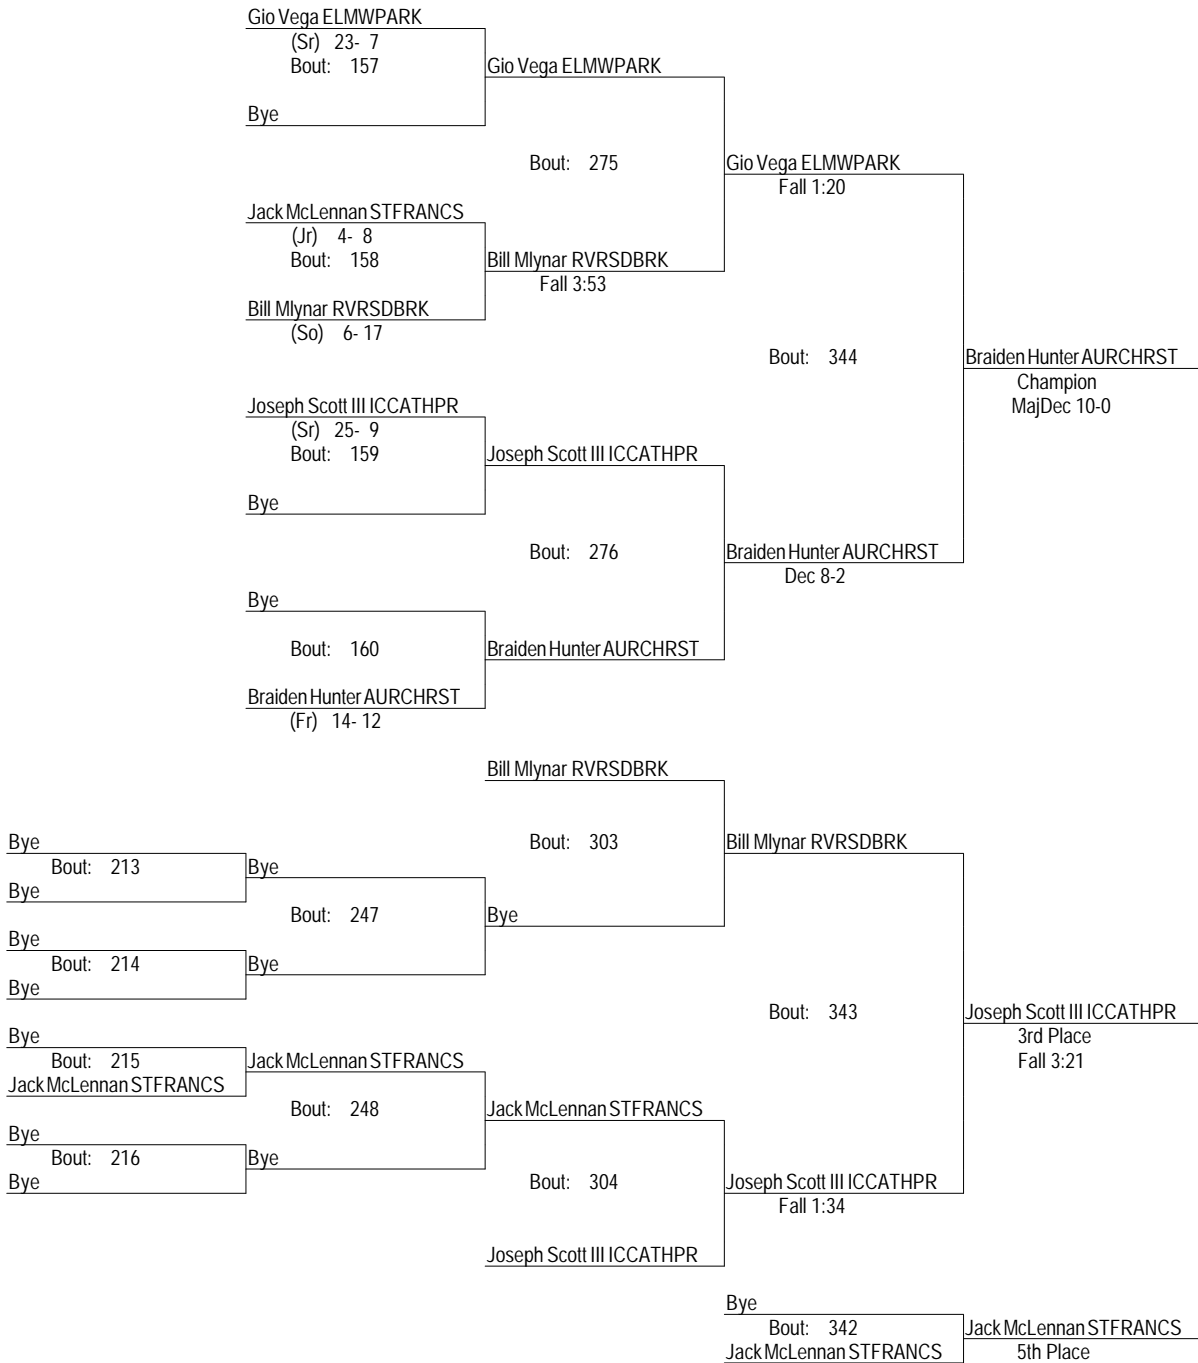 Gio Vega ELMWPARK
(Sr) 23- 7
Bout: 157
Gio Vega ELMWPARK
Bye
Bout: 275
Gio Vega ELMWPARK
Fall 1:20
Jack McLennan STFRANCS
(Jr) 4- 8
Bout: 158
Bill Mlynar RVRSDBRK
Fall 3:53
Bill Mlynar RVRSDBRK
(So) 6- 17
Bout: 344
Braiden Hunter AURCHRST
Champion
MajDec 10-0
Joseph Scott III ICCATHPR
(Sr) 25- 9
Bout: 159
Joseph Scott III ICCATHPR
Bye
Bout: 276
Braiden Hunter AURCHRST
Dec 8-2
Bye
Bout: 160
Braiden Hunter AURCHRST
Braiden Hunter AURCHRST
(Fr) 14- 12
Bill Mlynar RVRSDBRK
Bout: 303
Bill Mlynar RVRSDBRK
Bye
Bout: 213
Bye
Bye
Bout: 247
Bye
Bye
Bout: 214
Bye
Bye
Bout: 343
Joseph Scott III ICCATHPR
3rd Place
Fall 3:21
Bye
Bout: 215
Jack McLennan STFRANCS
Jack McLennan STFRANCS
Bout: 248
Jack McLennan STFRANCS
Bye
Bout: 216
Bye
Bye
Bout: 304
Joseph Scott III ICCATHPR
Fall 1:34
Joseph Scott III ICCATHPR
Bye
Bout: 342
Jack McLennan STFRANCS
Jack McLennan STFRANCS
5th Place